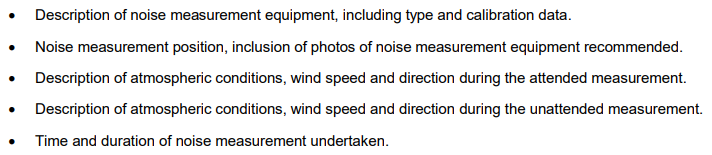 • Description of noise measurement equipment, including type and calibration data.
• Noise measurement position, inclusion of photos of noise measurement equipment recommended.
• Description of atmospheric conditions, wind speed and direction during the attended measurement.
• Description of atmospheric conditions, wind speed and direction during the unattended measurement.
• Time and duration of noise measurement undertaken.